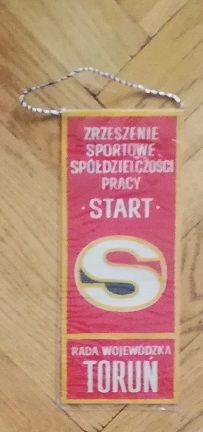 ZRZESZENIE
SPORTOWE
SPÓŁDZIELCZOŚCI
PRACY
· START ·
S
RADA WOJEWÓDZKA
TORUŃ